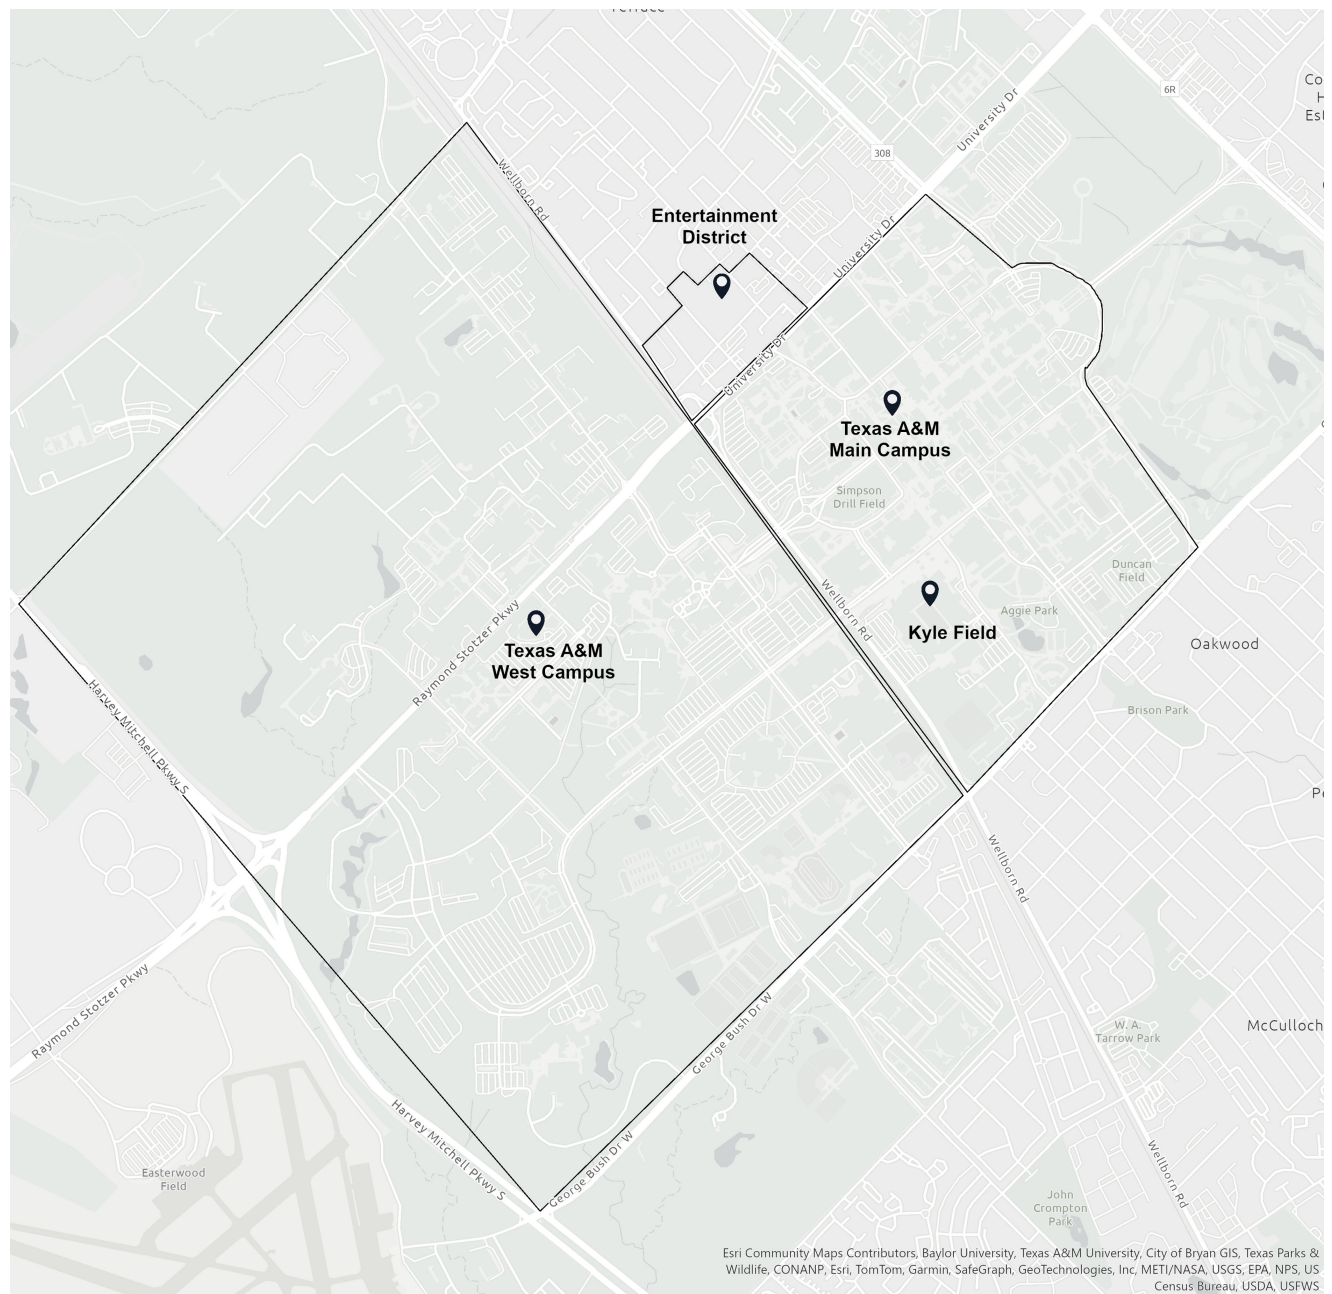 Terrace
Co
H
Est
6R
University Dr
308
Wellborn Rd
Entertainment
District
University Dr
University Dr
Texas A&M
Main Campus
Simpson
Drill Field
Duncan
Field
Wellborn Rd
Aggie Park
Kyle Field
Oakwood
Raymond Stotzer Pkwy
Texas A&M
West Campus
Brison Park
Harvey Mitchell Pkwy S
Po
Wellborn Rd
Raymond Stotzer Pkwy
George Bush Dr W
W. A.
Tarrow Park
McCulloch
Harvey Mitchell Pkwy S
George Bush Dr W
Easterwood
Field
Wellborn Rd
John
Crompton
Park
Esri Community Maps Contributors, Baylor University, Texas A&M University, City of Bryan GIS, Texas Parks &
Wildlife, CONANP, Esri, TomTom, Garmin, SafeGraph, GeoTechnologies, Inc, METI/NASA, USGS, EPA, NPS, US
Census Bureau, USDA, USFWS